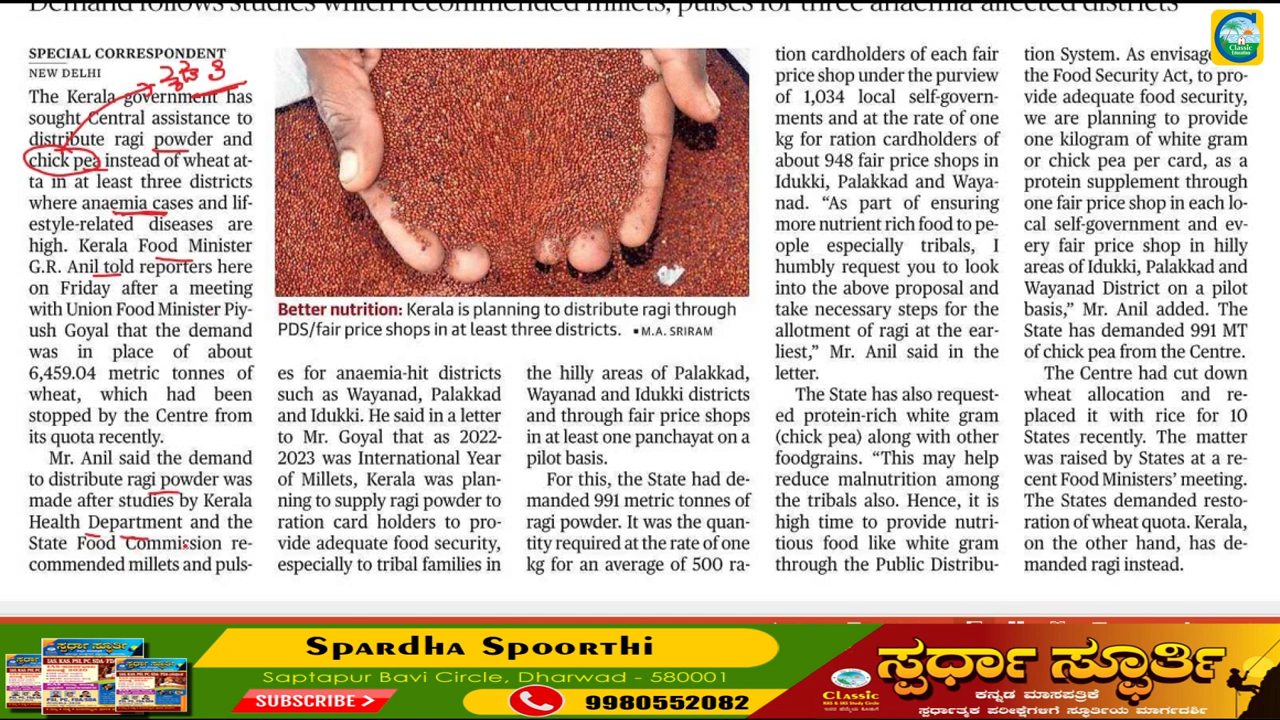 Demand follows studies which recommended millets, pulses for three anaemia-affected districts
SPECIAL CORRESPONDENT
NEW DELHI
The Kerala government has
sought Central assistance to
distribute ragi powder and
chick pea instead of wheat at-
ta in at least three districts
where anaemia cases and lif-
estyle-related diseases are
high. Kerala Food Minister
G.R. Anil told reporters here
on Friday after a meeting
with Union Food Minister Piy-
ush Goyal that the demand
was in place of about
6,459.04 metric tonnes of
wheat, which had been
stopped by the Centre from
its quota recently.
Mr. Anil said the demand
to distribute ragi powder was
made after studies by Kerala
Health Department and the
State Food Commission re-
commended millets and puls-
Better nutrition: Kerala is planning to distribute ragi through
PDS/fair price shops in at least three districts. ▪ M.A. SRIRAM
es for anaemia-hit districts
such as Wayanad, Palakkad
and Idukki. He said in a letter
to Mr. Goyal that as 2022-
2023 was International Year
of Millets, Kerala was plan-
ning to supply ragi powder to
ration card holders to pro-
vide adequate food security,
especially to tribal families in
the hilly areas of Palakkad,
Wayanad and Idukki districts
and through fair price shops
in at least one panchayat on a
pilot basis.
For this, the State had de-
manded 991 metric tonnes of
ragi powder. It was the quan-
tity required at the rate of one
kg for an average of 500 ra-
tion cardholders of each fair
price shop under the purview
of 1,034 local self-govern-
ments and at the rate of one
kg for ration cardholders of
about 948 fair price shops in
Idukki, Palakkad and Waya-
nad. “As part of ensuring
more nutrient rich food to pe-
ople especially tribals, I
humbly request you to look
into the above proposal and
take necessary steps for the
allotment of ragi at the ear-
liest,” Mr. Anil said in the
letter.
The State has also request-
ed protein-rich white gram
(chick pea) along with other
foodgrains. “This may help
reduce malnutrition among
the tribals also. Hence, it is
high time to provide nutri-
tious food like white gram
through the Public Distribu-
tion System. As envisage
the Food Security Act, to pro-
vide adequate food security,
we are planning to provide
one kilogram of white gram
or chick pea per card, as a
protein supplement through
one fair price shop in each lo-
cal self-government and ev-
ery fair price shop in hilly
areas of Idukki, Palakkad and
Wayanad District on a pilot
basis,” Mr. Anil added. The
State has demanded 991 MT
of chick pea from the Centre.
The Centre had cut down
wheat allocation and re-
placed it with rice for 10
States recently. The matter
was raised by States at a re-
cent Food Ministers’ meeting.
The States demanded resto-
ration of wheat quota. Kerala,
on the other hand, has de-
manded ragi instead.
Classic
Education
Spardha Spoorthi
Saptapur Bavi Circle, Dharwad - 580001
SUBSCRIBE >
9980552082
Classic
IAS & KAS Study Circle
ಸ್ಪರ್ಧಾ ಸ್ಫೂರ್ತಿ
ಕನ್ನಡ ಮಾಸಪತ್ರಿಕೆ
ಸ್ಪರ್ಧಾತ್ಮಕ ಪರೀಕ್ಷೆಗಳಿಗೆ ಸ್ಫೂರ್ತಿಯ ಮಾರ್ಗದರ್ಶಿ